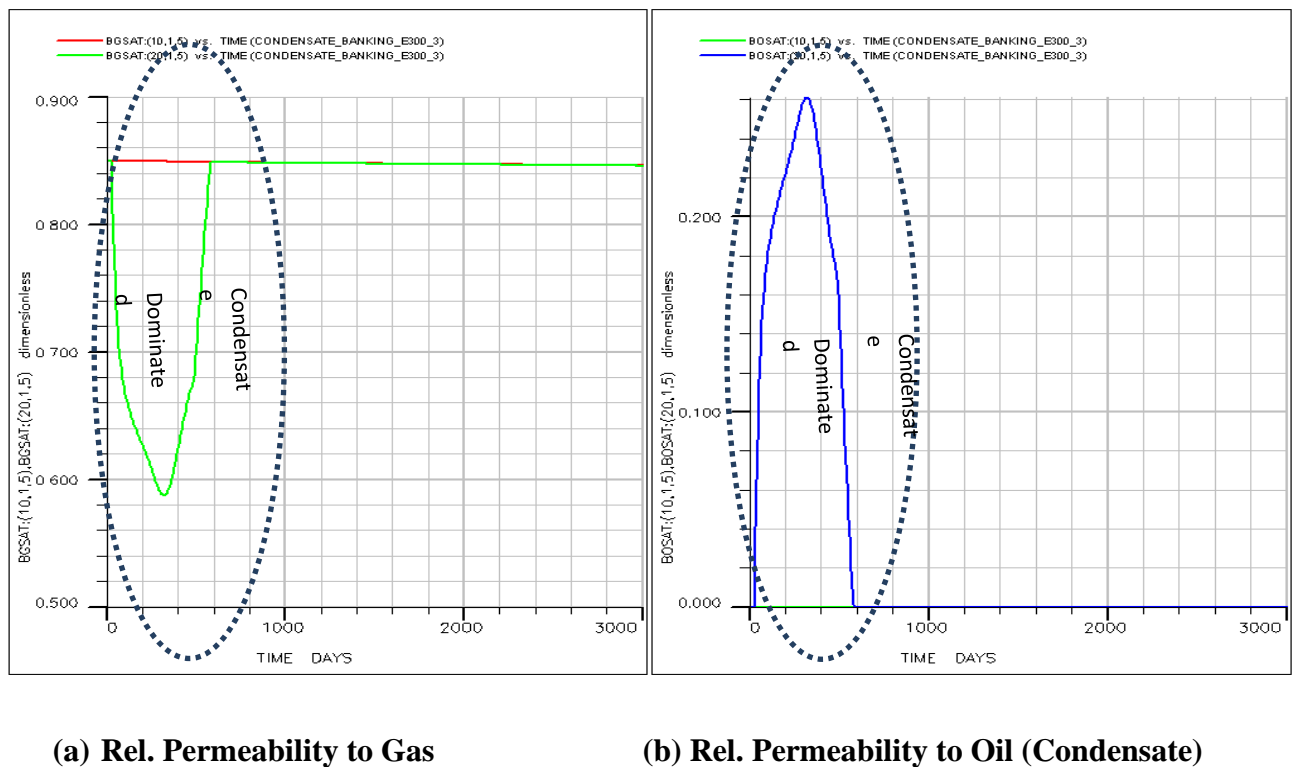 BGSAT:(10,1,5) vs. TIME (CONDENSATE_BANKING_E300_3)
BGSAT:(20,1,5) vs. TIME (CONDENSATE_BANKING_E300_3)
0.900
0.800
0.700
0.600
0.500
BGSAT:(10,1,5),BGSAT:(20,1,5) dimensionless
Condensat
e
Dominate
d
0
1000
2000
3000
TIME DAYS
BOSAT:(10,1,5) vs. TIME (CONDENSATE_BANKING_E300_3)
BOSAT:(20,1,5) vs. TIME (CONDENSATE_BANKING_E300_3)
0.200
0.100
0.000
BOSAT:(10,1,5),BOSAT:(20,1,5) dimensionless
Condensat
e
Dominate
d
0
1000
2000
3000
TIME DAYS
(a) Rel. Permeability to Gas
(b) Rel. Permeability to Oil (Condensate)